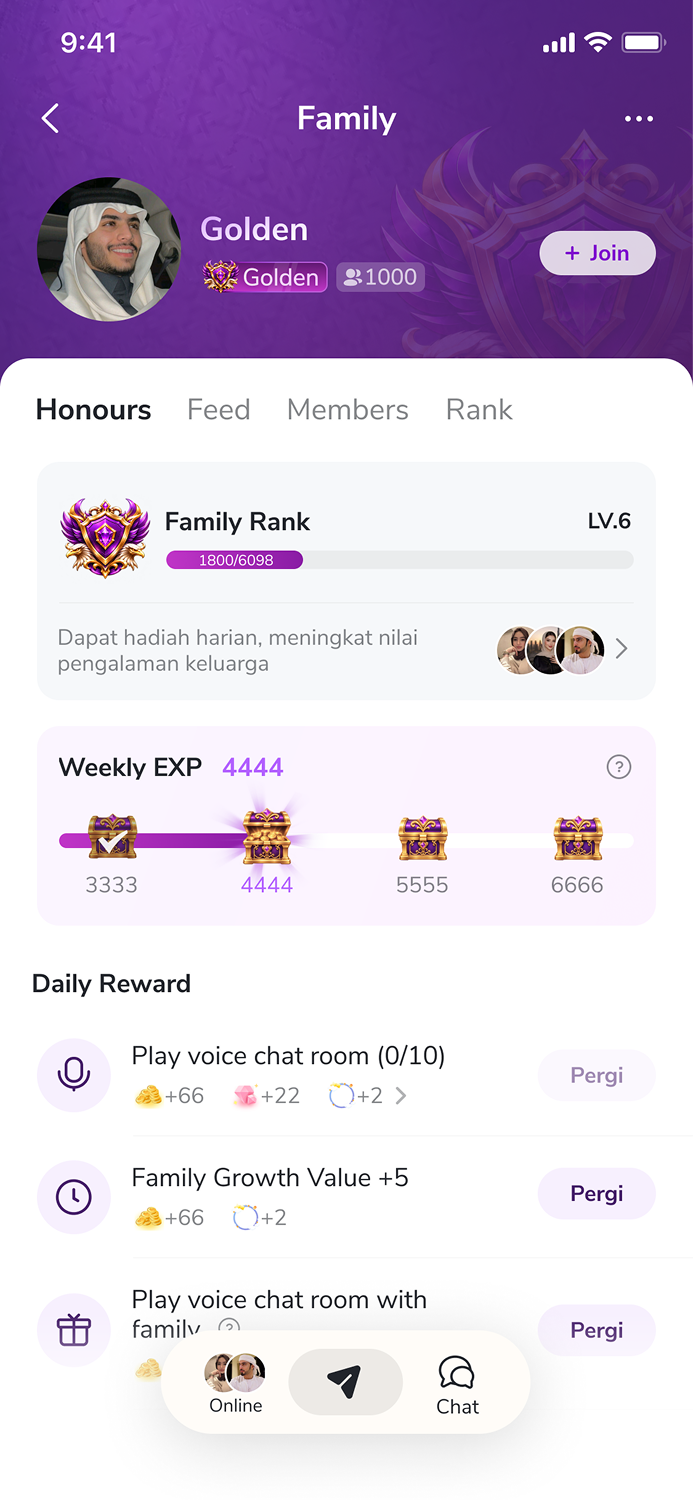 9:41
Family
Golden
Golden
1000
+ Join
Honours
Feed
Members
Rank
Family Rank
LV.6
1800/6098
Dapat hadiah harian, meningkat nilai
pengalaman keluarga
Weekly EXP 4444
?
3333
4444
5555
6666
Daily Reward
Play voice chat room (0/10)
+66 +22 +2
Pergi
Family Growth Value +5
+66 +2
Pergi
Play voice chat room with
family ?
Pergi
Online
Chat